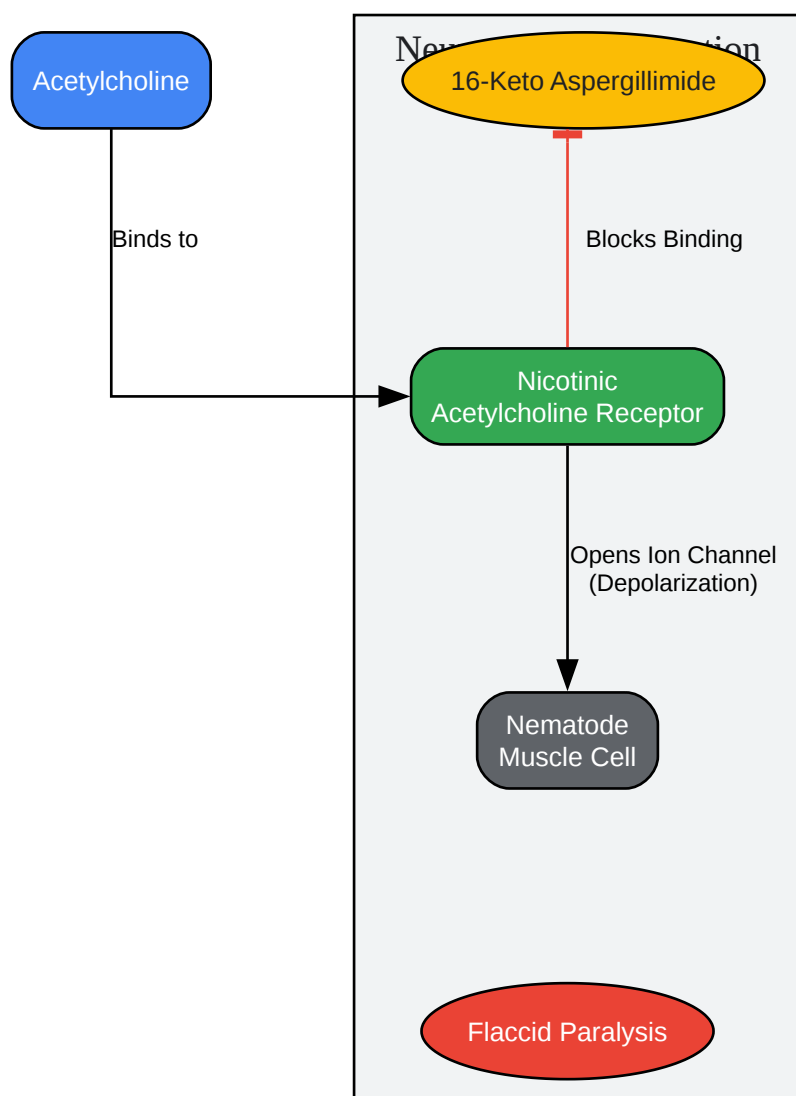 Acetylcholine
16-Keto Aspergillimide
Binds to
Blocks Binding
Nicotinic
Acetylcholine Receptor
Opens Ion Channel
(Depolarization)
Nematode
Muscle Cell
Flaccid Paralysis